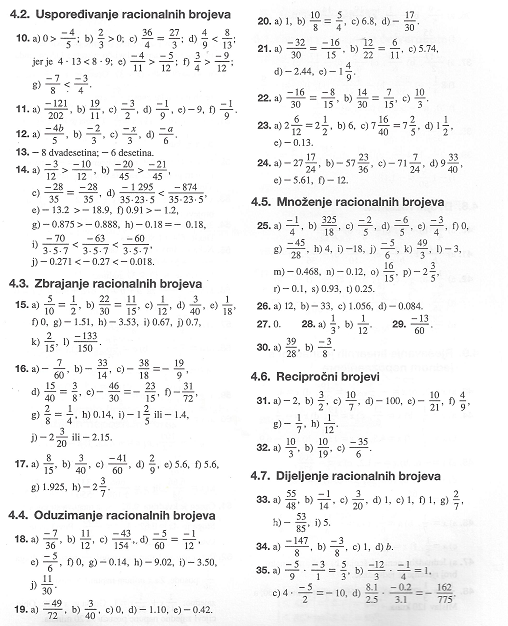 4.2. Uspoređivanje racionalnih brojeva
10. a) 0 > -4/5; b) 2/3 > 0; c) 36/4 = 27/3; d) 4/9 < 8/13;
jer je 4 · 13 < 8 · 9; e) -4/11 > -5/12; f) 3/4 > -9/12;
g) -7/8 < -3/4.
11. a) -121/202, b) 19/11, c) -3/2, d) -1/9, e) -9, f) -1/9.
12. a) -4b/5, b) -2/3, c) -x/3, d) -a/6.
13. – 8 dvadesetina; – 6 desetina.
14. a) -3/12 > -10/12, b) -20/45 > -21/45,
c) -28/35 = -28/35, d) -1 295/35·23·5 < -874/35·23·5,
e) – 13.2 > – 18.9, f) 0.91 > – 1.2,
g) – 0.875 > – 0.888, h) – 0.18 = – 0.18,
i) -70/3·5·7 < -63/3·5·7 < -60/3·5·7
j) – 0.271 < – 0.27 < – 0.018.
4.3. Zbrajanje racionalnih brojeva
15. a) 5/10 = 1/2, b) 22/30 = 11/15, c) 1/12, d) 3/40, e) 1/18,
f) 0, g) – 1.51, h) – 3.53, i) 0.67, j) 0.7,
k) 2/15, l) -133/150.
16. a) – 7/60, b) – 33/14, c) – 38/18 = – 19/9,
d) 15/40 = 3/8, e) – 46/30 = – 23/15, f) – 31/72,
g) 2/8 = 1/4, h) 0.14, i) – 1 2/5 ili – 1.4,
j) – 2 3/20 ili – 2.15.
17. a) 8/15, b) 3/40, c) -41/60, d) 2/9, e) 5.6, f) 5.6,
g) 1.925, h) – 2 3/7.
4.4. Oduzimanje racionalnih brojeva
18. a) -7/36, b) 11/12, c) -43/154, d) -5/60 = -1/12,
e) -5/6, f) 0, g) – 0.14, h) – 9.02, i) – 3.50,
j) 11/30.
19. a) -49/72, b) 3/40, c) 0, d) – 1.10, e) – 0.42.
20. a) 1, b) 10/8 = 5/4, c) 6.8, d) – 17/30.
21. a) -32/30 = -16/15, b) 12/22 = 6/11, c) 5.74,
d) – 2.44, e) – 1 4/9.
22. a) -16/30 = -8/15, b) 14/30 = 7/15, c) 10/3.
23. a) 2 6/12 = 2 1/2, b) 6, c) 7 16/40 = 7 2/5, d) 1 1/2,
e) – 0.13.
24. a) – 27 17/24, b) – 57 23/36, c) – 71 7/24, d) 9 33/40,
e) – 5.61, f) – 12.
4.5. Množenje racionalnih brojeva
25. a) -1/4, b) 325/18, c) -2/5, d) -6/5, e) -3/4, f) 0,
g) -45/28, h) 4, i) –18, j) -5/6, k) 49/3, l) – 3,
m) – 0.468, n) – 0.12, o) 16/15, p) – 2 3/5,
r) – 0.1, s) 0.93, t) 0.25.
26. a) 12, b) – 33, c) 1.056, d) – 0.084.
27. 0. 28. a) 1/3, b) 1/12. 29. -13/60.
30. a) 39/28, b) -3/8.
4.6. Recipročni brojevi
31. a) – 2, b) 3/2, c) 10/7, d) – 100, e) – 10/21, f) 4/9,
g) – 1/7, h) 1/12.
32. a) 10/3, b) 10/19, c) -35/6.
4.7. Dijeljenje racionalnih brojeva
33. a) 55/48, b) -1/14, c) 3/20, d) 1, c) 1, f) 1, g) 2/7,
h) – 53/85, i) 5.
34. a) -147/8, b) -3/8, c) 1, d) b.
35. a) -5/9 · -3/1 = 5/3, b) -12/3 · -1/4 = 1,
c) 4 · -5/2 = – 10, d) 8.1/2.5 · -0.2/3.1 = – 162/775.